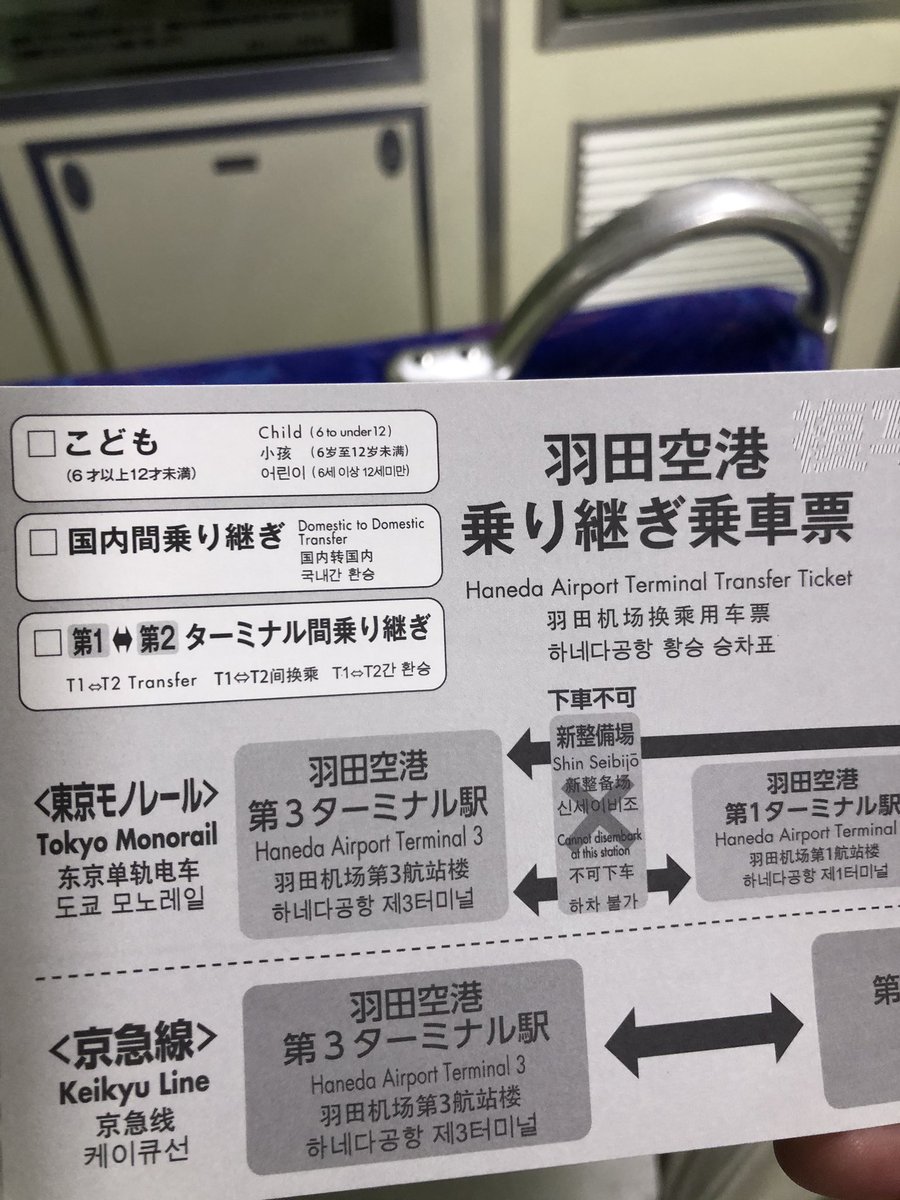 □こども
(6才以上12才未満)
Child (6 to under12)
小孩 (6岁至12岁未満)
어린이 (6세 이상 12세미만)
□国内間乗り継ぎ
Domestic to Domestic
Transfer
国内转国内
국내간 환승
□第1⬌第2 ターミナル間乗り継ぎ
T1⇔T2 Transfer T1⇔T2间换乘 T1⇔T2간 환승
羽田空港
乗り継ぎ乗車票
Haneda Airport Terminal Transfer Ticket
羽田机场换乘用车票
하네다공항 황승 승차표
<東京モノレール>
Tokyo Monorail
东京单轨电车
도쿄 모노레일
羽田空港
第3ターミナル駅
Haneda Airport Terminal 3
羽田机场第3航站楼
하네다공항 제3터미널
下車不可
新整備場
Shin Seibijō
新整备场
신세이비조
Cannot disembark
at this station
不可下车
하차 불가
羽田空港
第1ターミナル駅
Haneda Airport Terminal
羽田机场第1航站楼
하네다공항 제1터미널
<京急線>
Keikyu Line
京急线
케이큐선
羽田空港
第3ターミナル駅
Haneda Airport Terminal 3
羽田机场第3航站楼
하네다공항 제3터미널
第